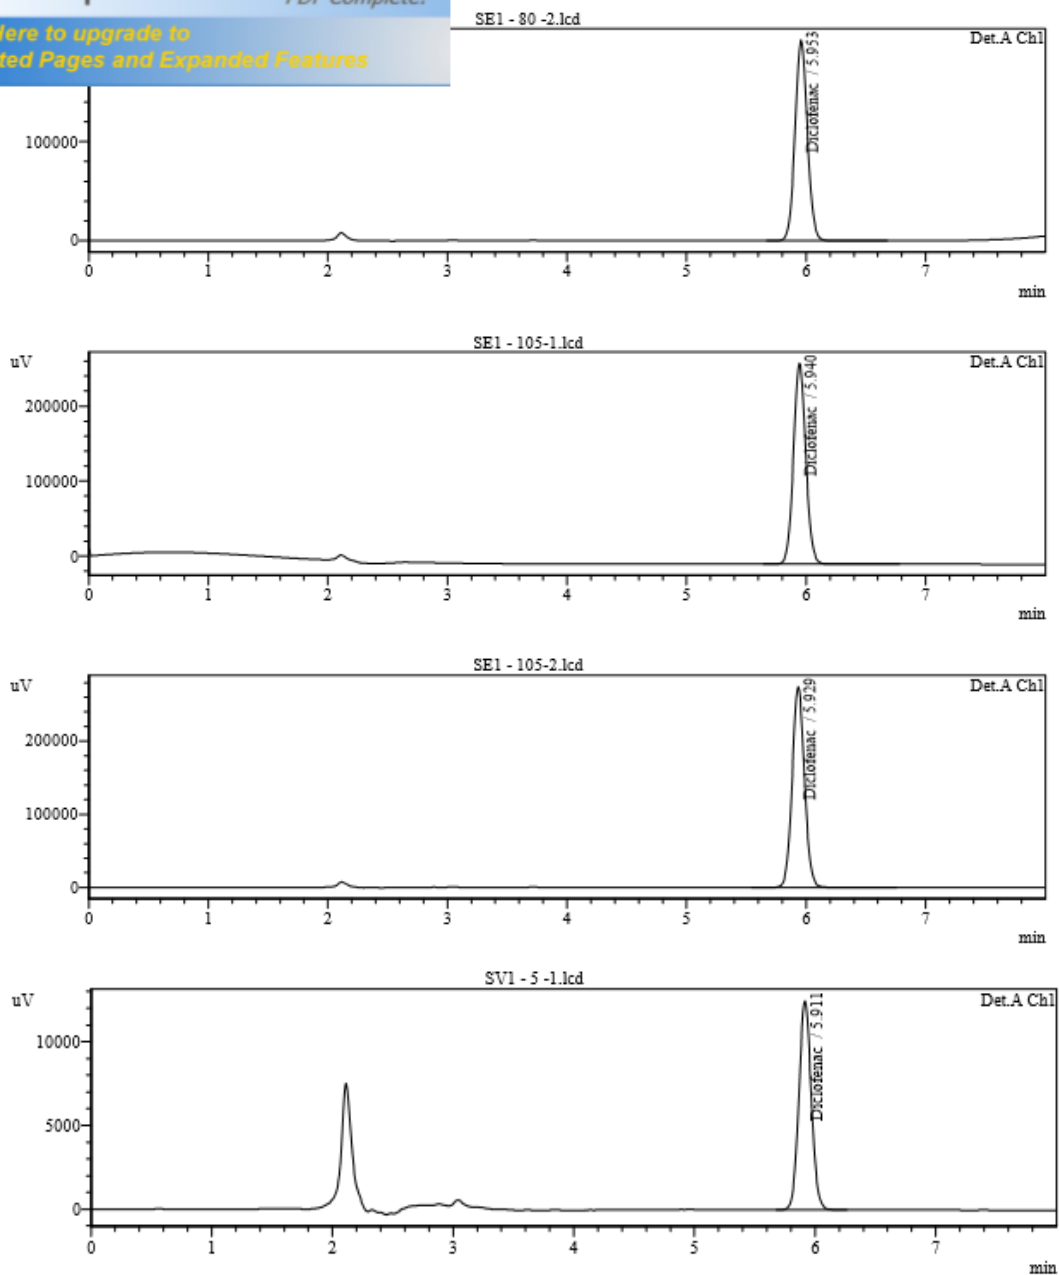 PDF Complete.
Here to upgrade to
ted Pages and Expanded Features
SE1 - 80 -2.lcd
Det.A Ch1
Diclofenac / 5.953
100000
0
0 1 2 3 4 5 6 7
min
SE1 - 105-1.lcd
uV
Det.A Ch1
Diclofenac / 5.940
200000
100000
0
0 1 2 3 4 5 6 7
min
SE1 - 105-2.lcd
uV
Det.A Ch1
Diclofenac / 5.929
200000
100000
0
0 1 2 3 4 5 6 7
min
SV1 - 5 -1.lcd
uV
Det.A Ch1
Diclofenac / 5.911
10000
5000
0
0 1 2 3 4 5 6 7
min